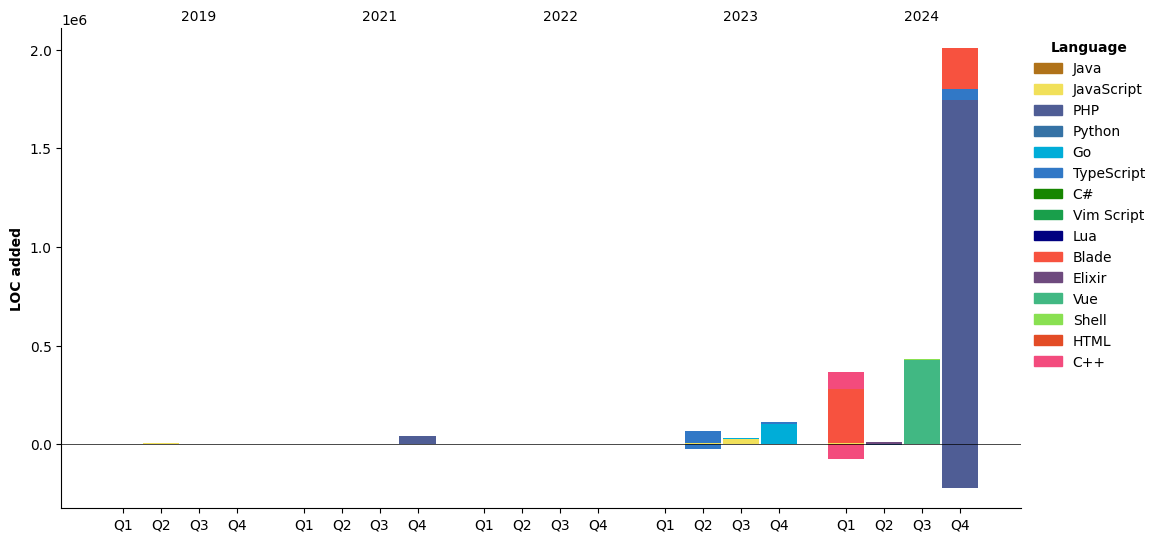 1e6
2019 2021 2022 2023 2024
2.0
1.5
1.0
0.5
0.0
LOC added
Q1 Q2 Q3 Q4 Q1 Q2 Q3 Q4 Q1 Q2 Q3 Q4 Q1 Q2 Q3 Q4 Q1 Q2 Q3 Q4
Language
Java
JavaScript
PHP
Python
Go
TypeScript
C#
Vim Script
Lua
Blade
Elixir
Vue
Shell
HTML
C++